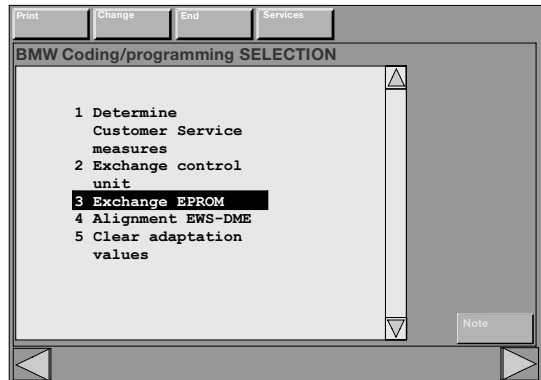 Print Change End Services
BMW Coding/programming SELECTION
1 Determine
Customer Service
measures
2 Exchange control
unit
3 Exchange EPROM
4 Alignment EWS-DME
5 Clear adaptation
values
Note